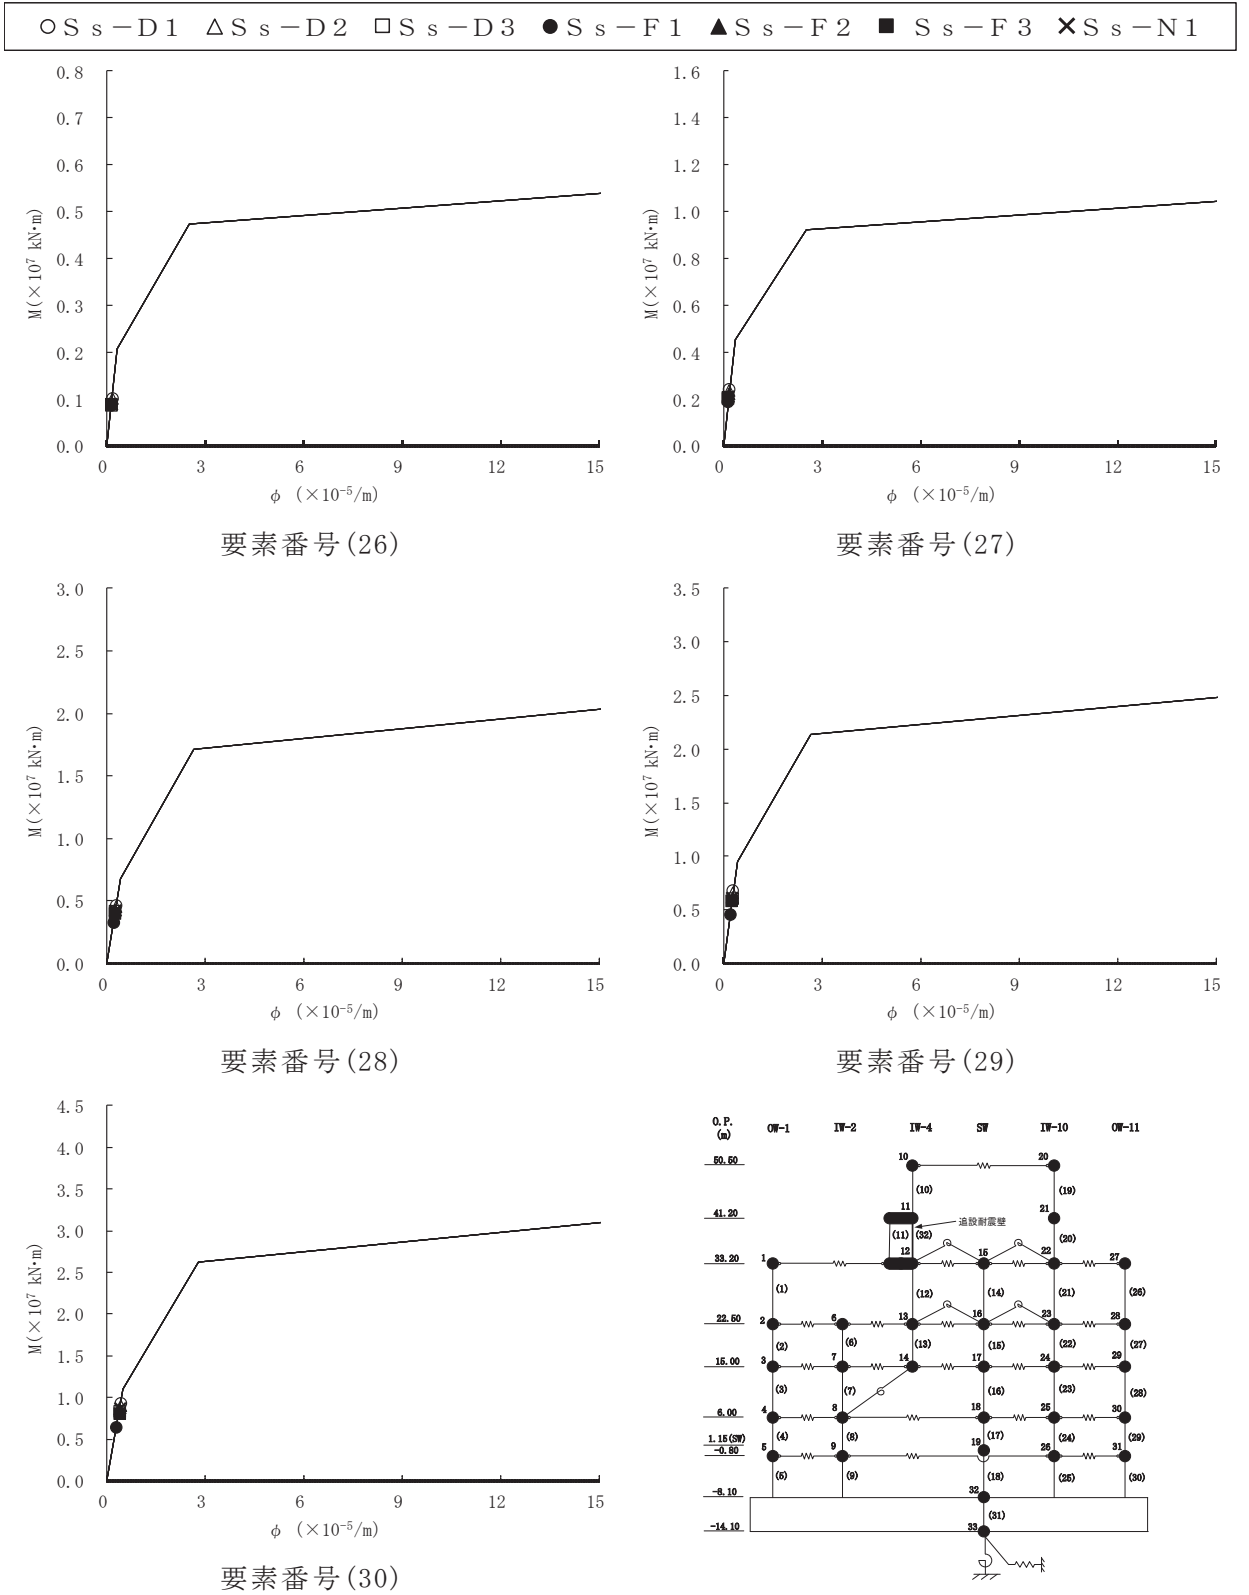 ○Ｓｓ－Ｄ１ △Ｓｓ－Ｄ２ □Ｓｓ－Ｄ３ ●Ｓｓ－Ｆ１ ▲Ｓｓ－Ｆ２ ■Ｓｓ－Ｆ３ ×Ｓｓ－Ｎ１
0.8
0.7
0.6
0.5
0.4
0.3
0.2
0.1
0.0
M(×10⁷ kN・m)
0 3 6 9 12 15
φ (×10⁻⁵/m)
要素番号(26)
1.6
1.4
1.2
1.0
0.8
0.6
0.4
0.2
0.0
M(×10⁷ kN・m)
0 3 6 9 12 15
φ (×10⁻⁵/m)
要素番号(27)
3.0
2.5
2.0
1.5
1.0
0.5
0.0
M(×10⁷ kN・m)
0 3 6 9 12 15
φ (×10⁻⁵/m)
要素番号(28)
3.5
3.0
2.5
2.0
1.5
1.0
0.5
0.0
M(×10⁷ kN・m)
0 3 6 9 12 15
φ (×10⁻⁵/m)
要素番号(29)
4.5
4.0
3.5
3.0
2.5
2.0
1.5
1.0
0.5
0.0
M(×10⁷ kN・m)
0 3 6 9 12 15
φ (×10⁻⁵/m)
要素番号(30)
O.P.
(m)
OW-1 IW-2 IW-4 SW IW-10 OW-11
50.50 10 20
(10) (19)
41.20 11 21
追設耐震壁
(11) (32) (20)
33.20 1 12 15 22 27
(1) (12) (14) (21) (26)
22.50 2 6 13 16 23 28
(2) (6) (13) (15) (22) (27)
15.00 3 7 14 17 24 29
(3) (7) (16) (23) (28)
6.00 4 8 18 25 30
(4) (8) (17) (24) (29)
1.15(SW) 19
-0.80 5 9 26 31
(5) (9) (18) (25) (30)
-8.10 32
(31)
-14.10 33